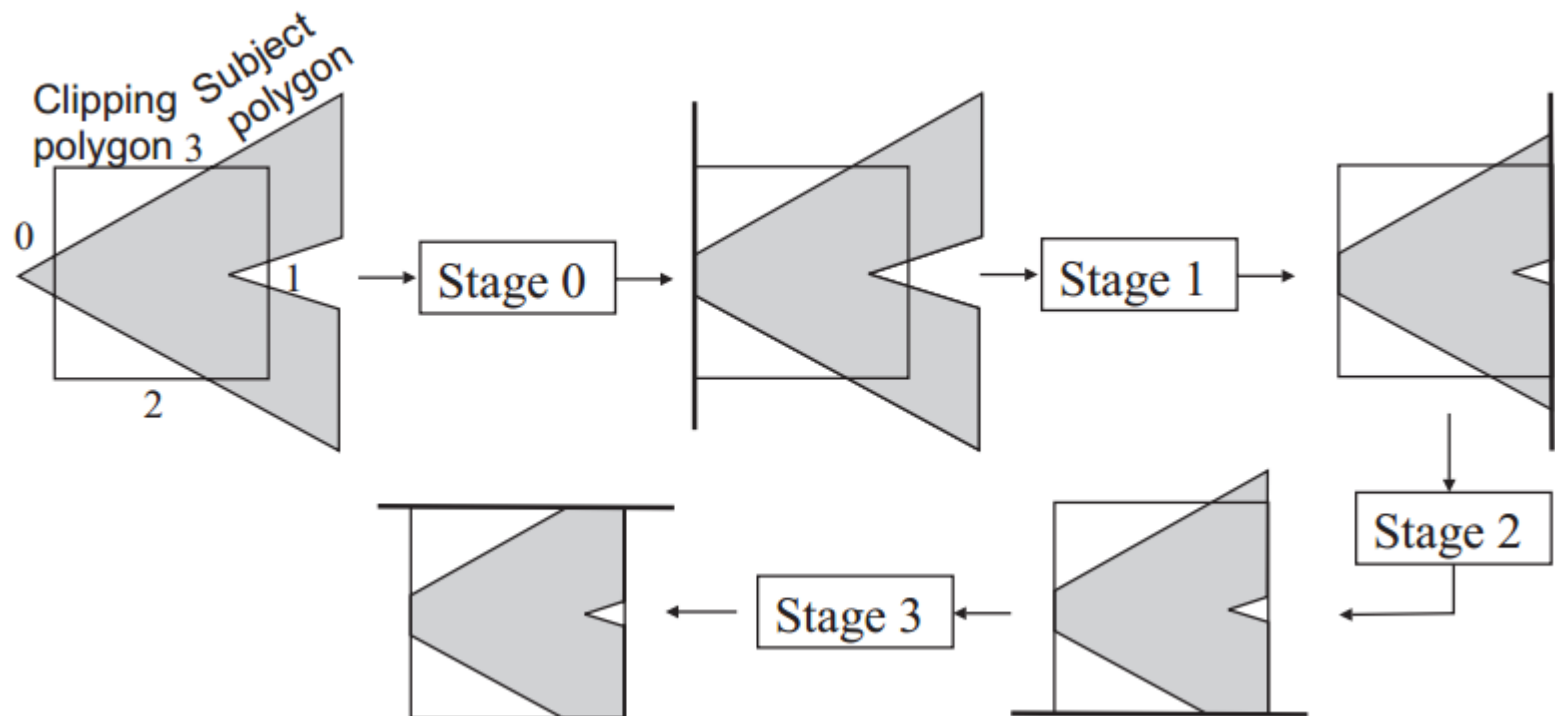 Clipping
polygon
Subject
polygon
3
0
1
2
Stage 0
Stage 1
Stage 2
Stage 3